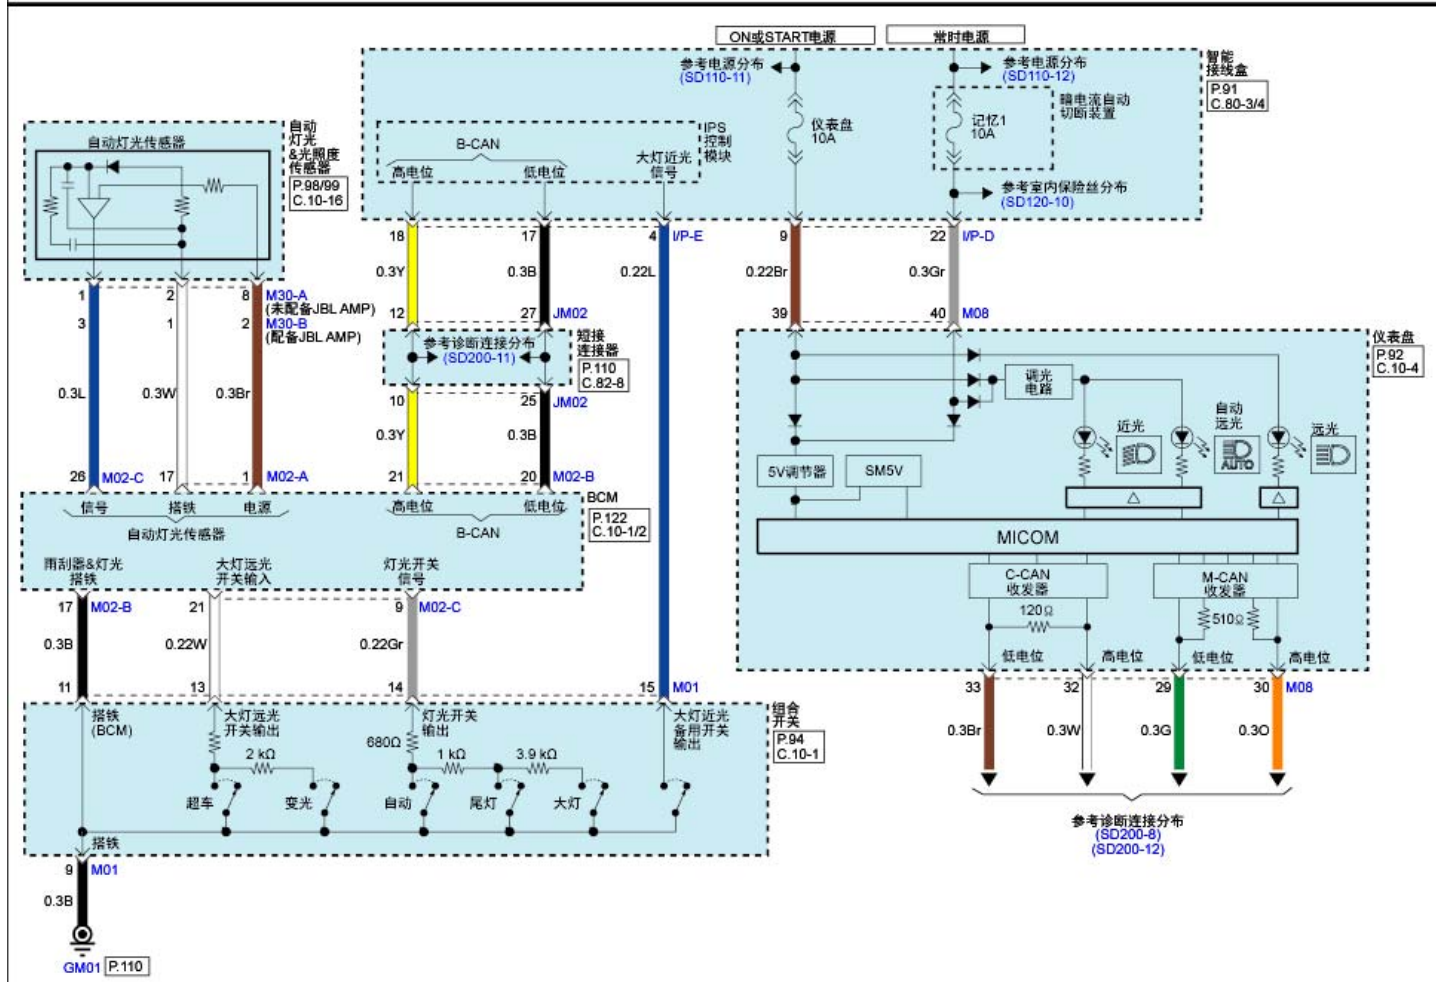 ON或START电源
常时电源
参考电源分布
(SD110-11)
参考电源分布
(SD110-12)
智能
接线盒
P.91
C.80-3/4
仪表盘
10A
记忆1
10A
暗电流自动
切断装置
参考室内保险丝分布
(SD120-10)
IPS
控制
模块
B-CAN
高电位
低电位
大灯近光
信号
自动灯光传感器
自动
灯光
&光照度
传感器
P.98/99
C.10-16
18
17
4
I/P-E
9
22
I/P-D
0.3Y
0.3B
0.22L
0.22Br
0.3Gr
12
27
JM02
39
40
M08
1
2
8
M30-A
(未配备JBL AMP)
3
1
2
M30-B
(配备JBL AMP)
0.3L
0.3W
0.3Br
26
M02-C
17
1
M02-A
参考诊断连接分布
(SD200-11)
短接
连接器
P.110
C.82-8
10
25
JM02
0.3Y
0.3B
21
20
M02-B
信号
搭铁
电源
自动灯光传感器
高电位
低电位
B-CAN
BCM
P.122
C.10-1/2
雨刮器&灯光
搭铁
大灯远光
开关输入
灯光开关
信号
17
M02-B
21
9
M02-C
0.3B
0.22W
0.22Gr
11
13
14
15
M01
搭铁
(BCM)
大灯远光
开关输出
灯光开关
输出
大灯近光
备用开关
输出
组合
开关
P.94
C.10-1
2 kΩ
680Ω
1 kΩ
3.9 kΩ
超车
变光
自动
尾灯
大灯
搭铁
9
M01
0.3B
GM01
P.110
仪表盘
P.92
C.10-4
调光
电路
近光
自动
远光
AUTO
远光
5V调节器
SM5V
△
△
MICOM
C-CAN
收发器
M-CAN
收发器
120Ω
510Ω
低电位
高电位
低电位
高电位
33
32
29
30
M08
0.3Br
0.3W
0.3G
0.3O
参考诊断连接分布
(SD200-8)
(SD200-12)